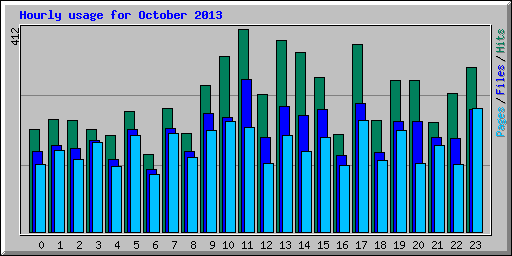 Hourly usage for October 2013
412
Pages / Files / Hits
0 1 2 3 4 5 6 7 8 9 10 11 12 13 14 15 16 17 18 19 20 21 22 23